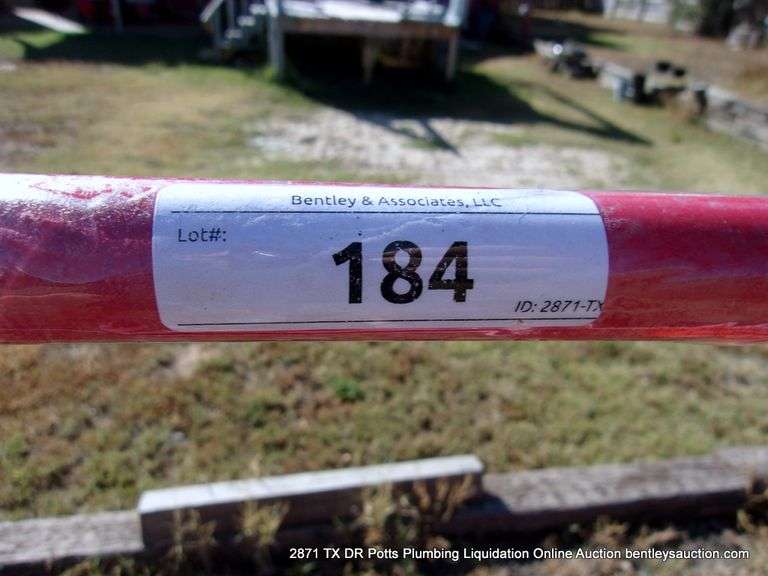 Bentley & Associates, LLC
Lot#:
184
ID: 2871-TX
2871 TX DR Potts Plumbing Liquidation Online Auction bentleysauction.com